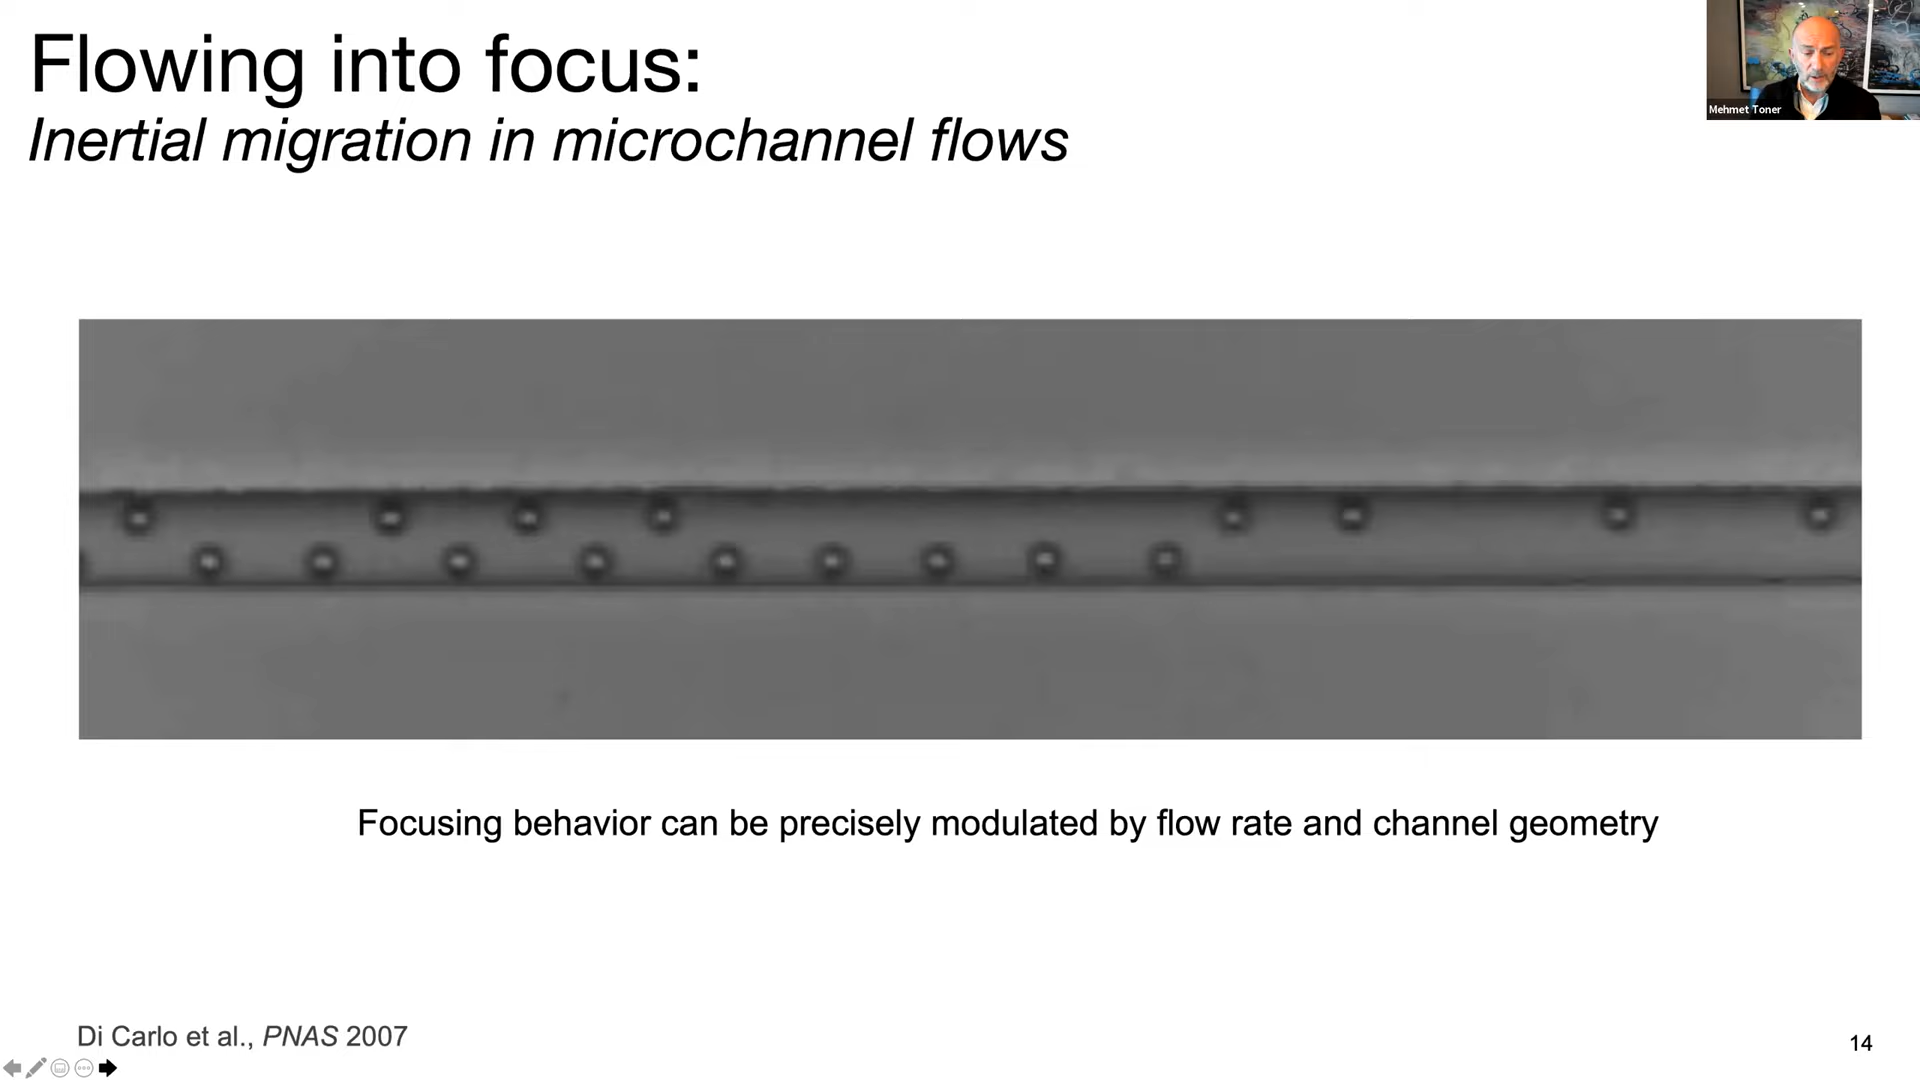 Flowing into focus:
Inertial migration in microchannel flows
Mehmet Toner
Focusing behavior can be precisely modulated by flow rate and channel geometry
Di Carlo et al., PNAS 2007
14